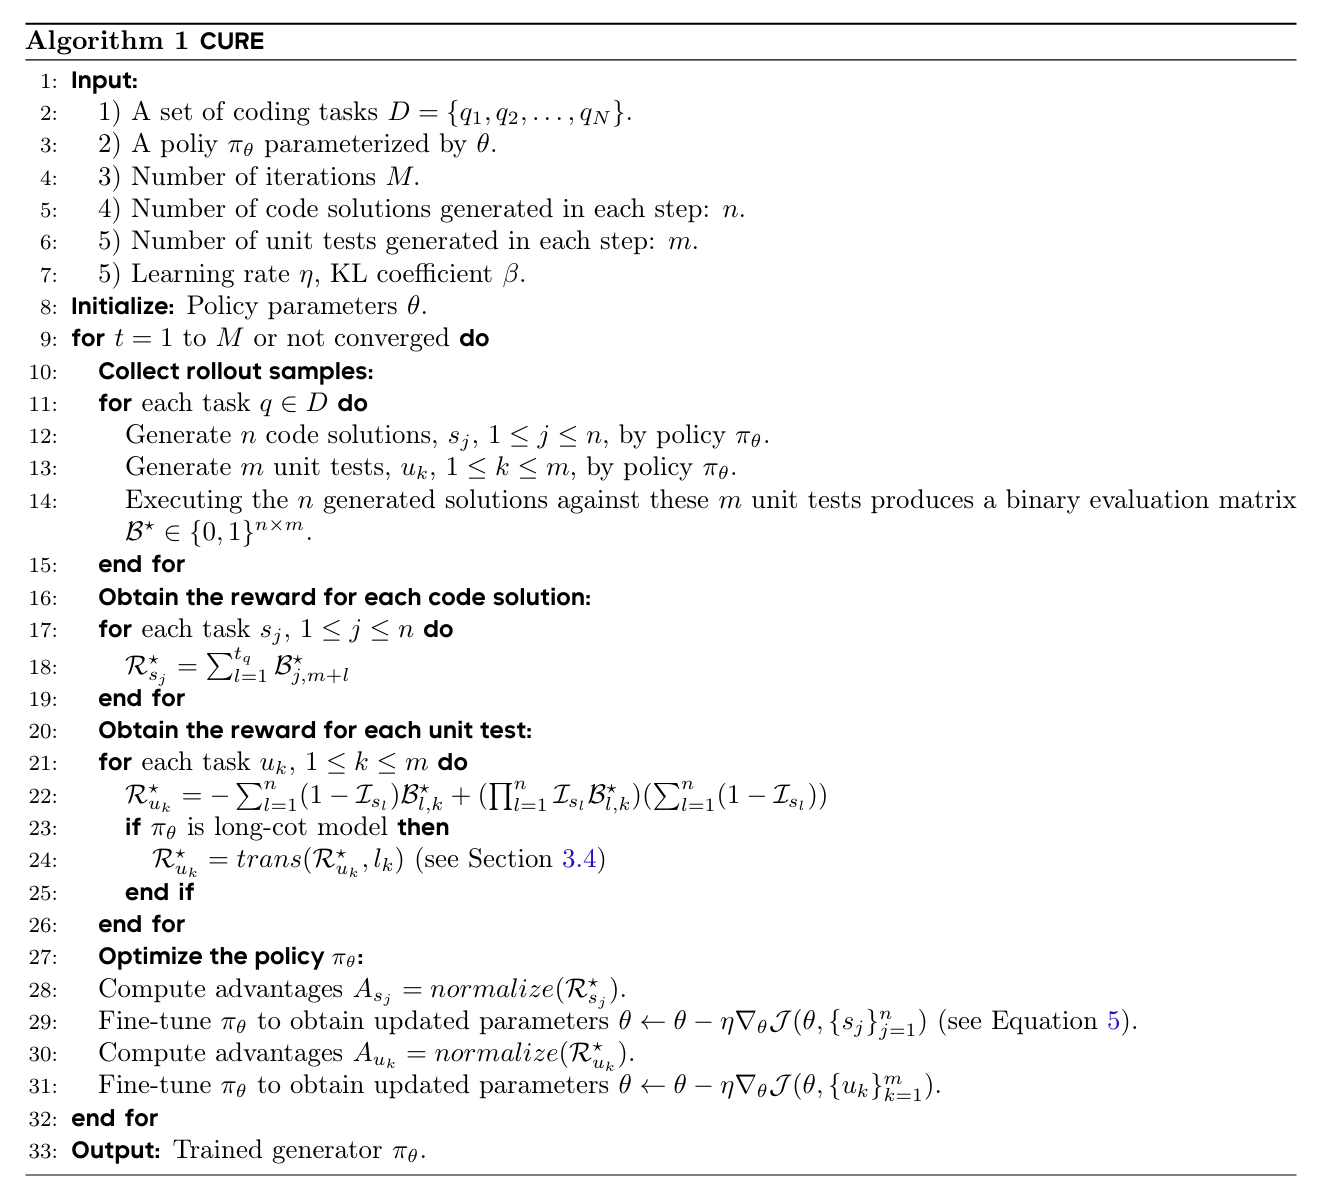 Algorithm 1 CURE
1: Input:
2: 1) A set of coding tasks $D = \{q_1, q_2, \ldots, q_N\}$.
3: 2) A poliy $\pi_\theta$ parameterized by $\theta$.
4: 3) Number of iterations $M$.
5: 4) Number of code solutions generated in each step: $n$.
6: 5) Number of unit tests generated in each step: $m$.
7: 5) Learning rate $\eta$, KL coefficient $\beta$.
8: Initialize: Policy parameters $\theta$.
9: for $t = 1$ to $M$ or not converged do
10: Collect rollout samples:
11: for each task $q \in D$ do
12: Generate $n$ code solutions, $s_j$, $1 \leq j \leq n$, by policy $\pi_\theta$.
13: Generate $m$ unit tests, $u_k$, $1 \leq k \leq m$, by policy $\pi_\theta$.
14: Executing the $n$ generated solutions against these $m$ unit tests produces a binary evaluation matrix
$\mathcal{B}^\star \in \{0, 1\}^{n \times m}$.
15: end for
16: Obtain the reward for each code solution:
17: for each task $s_j$, $1 \leq j \leq n$ do
18: $\mathcal{R}^\star_{s_j} = \sum_{l=1}^{t_q} \mathcal{B}^\star_{j,m+l}$
19: end for
20: Obtain the reward for each unit test:
21: for each task $u_k$, $1 \leq k \leq m$ do
22: $\mathcal{R}^\star_{u_k} = -\sum_{l=1}^{n} (1 - \mathcal{I}_{s_l}) \mathcal{B}^\star_{l,k} + (\prod_{l=1}^{n} \mathcal{I}_{s_l} \mathcal{B}^\star_{l,k}) (\sum_{l=1}^{n} (1 - \mathcal{I}_{s_l}))$
23: if $\pi_\theta$ is long-cot model then
24: $\mathcal{R}^\star_{u_k} = trans(\mathcal{R}^\star_{u_k}, l_k)$ (see Section 3.4)
25: end if
26: end for
27: Optimize the policy $\pi_\theta$:
28: Compute advantages $A_{s_j} = normalize(\mathcal{R}^\star_{s_j})$.
29: Fine-tune $\pi_\theta$ to obtain updated parameters $\theta \leftarrow \theta - \eta \nabla_\theta \mathcal{J}(\theta, \{s_j\}_{j=1}^{n})$ (see Equation 5).
30: Compute advantages $A_{u_k} = normalize(\mathcal{R}^\star_{u_k})$.
31: Fine-tune $\pi_\theta$ to obtain updated parameters $\theta \leftarrow \theta - \eta \nabla_\theta \mathcal{J}(\theta, \{u_k\}_{k=1}^{m})$.
32: end for
33: Output: Trained generator $\pi_\theta$.